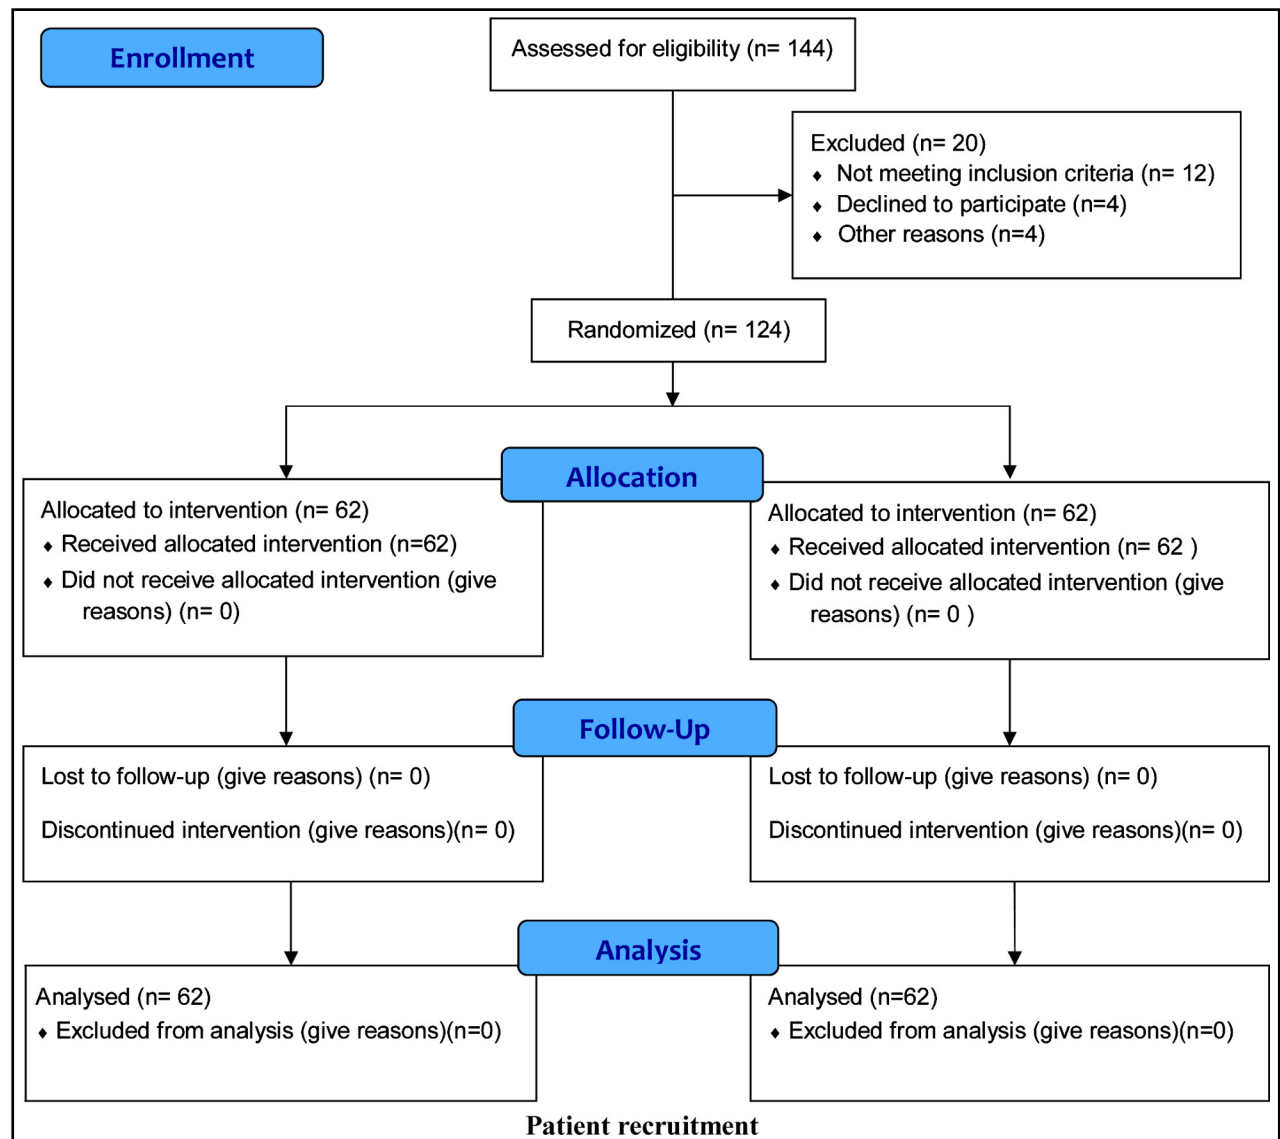 Enrollment
Assessed for eligibility (n= 144)
Excluded (n= 20)
♦ Not meeting inclusion criteria (n= 12)
♦ Declined to participate (n=4)
♦ Other reasons (n=4)
Randomized (n= 124)
Allocation
Allocated to intervention (n= 62)
♦ Received allocated intervention (n=62)
♦ Did not receive allocated intervention (give
reasons) (n= 0)
Allocated to intervention (n= 62)
♦ Received allocated intervention (n= 62 )
♦ Did not receive allocated intervention (give
reasons) (n= 0 )
Follow-Up
Lost to follow-up (give reasons) (n= 0)
Discontinued intervention (give reasons)(n= 0)
Lost to follow-up (give reasons) (n= 0)
Discontinued intervention (give reasons)(n= 0)
Analysis
Analysed (n= 62)
♦ Excluded from analysis (give reasons)(n=0)
Analysed (n=62)
♦ Excluded from analysis (give reasons)(n=0)
Patient recruitment